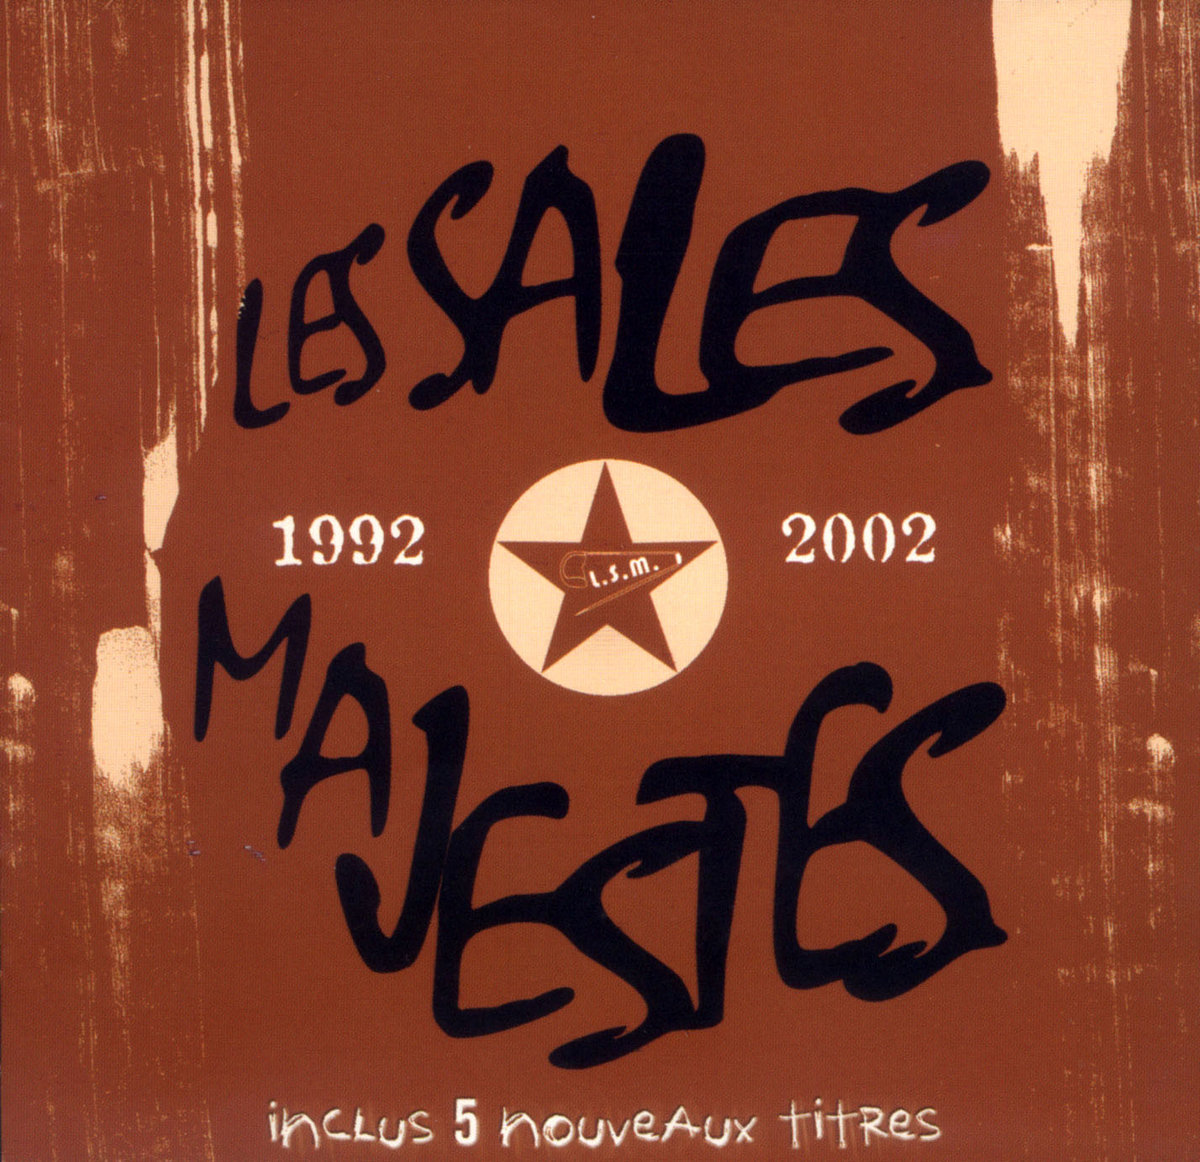 LES SALES
1992
L.S.M.
2002
MAJESTES
inclus 5 nouveaux titres